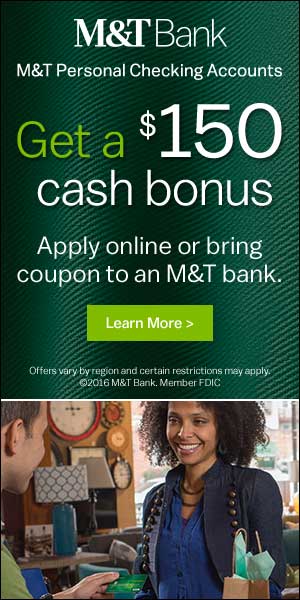 M&T Bank
M&T Personal Checking Accounts
Get a $150
cash bonus
Apply online or bring
coupon to an M&T bank.
Learn More >
Offers vary by region and certain restrictions may apply.
©2016 M&T Bank. Member FDIC